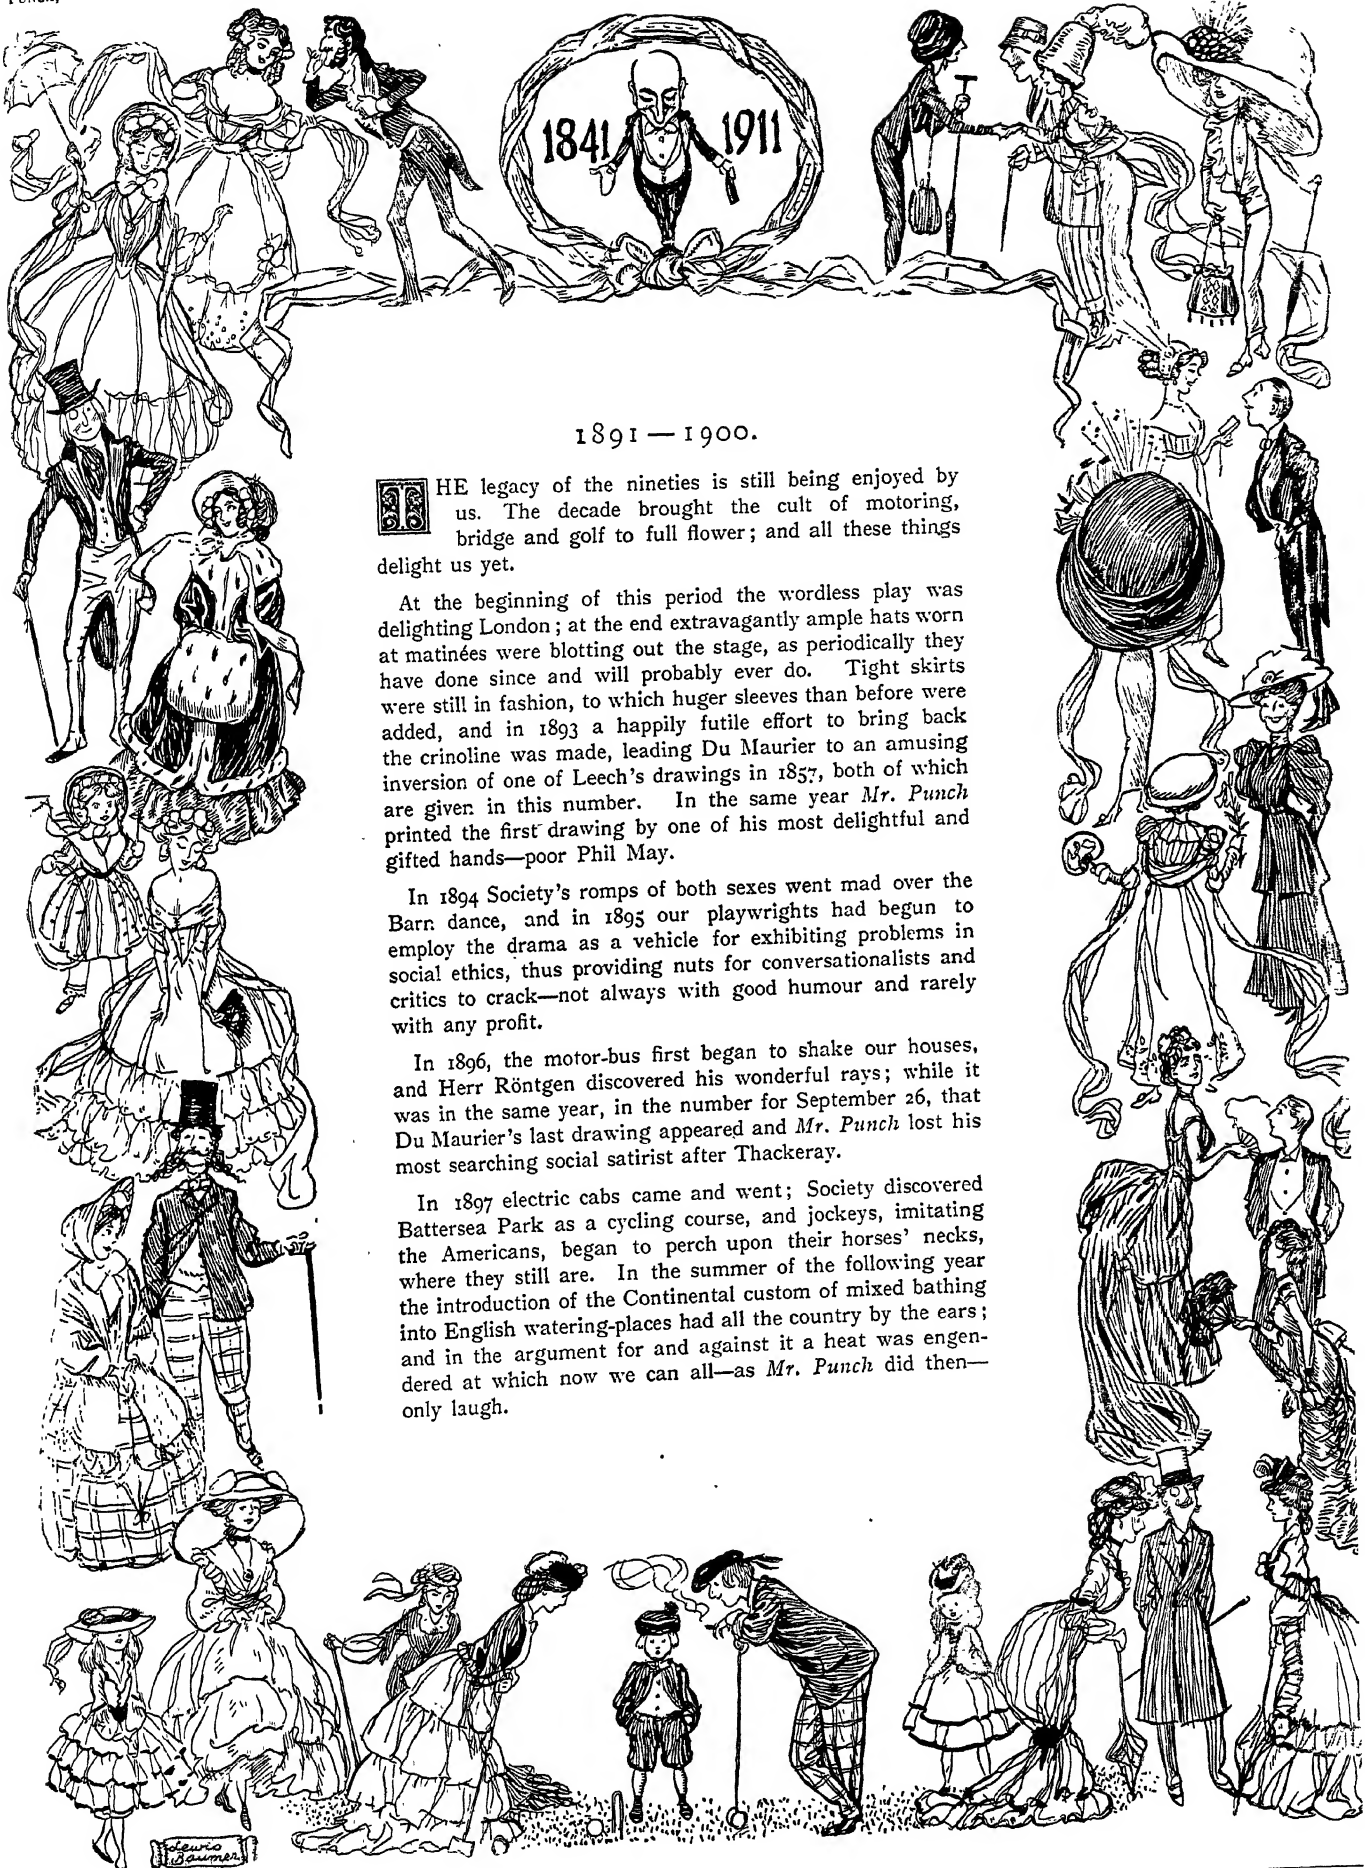 PUNCH,
1841 1911
1891—1900.
THE legacy of the nineties is still being enjoyed by
us. The decade brought the cult of motoring,
bridge and golf to full flower; and all these things
delight us yet.
At the beginning of this period the wordless play was
delighting London; at the end extravagantly ample hats worn
at matinées were blotting out the stage, as periodically they
have done since and will probably ever do. Tight skirts
were still in fashion, to which huger sleeves than before were
added, and in 1893 a happily futile effort to bring back
the crinoline was made, leading Du Maurier to an amusing
inversion of one of Leech's drawings in 1857, both of which
are given in this number. In the same year Mr. Punch
printed the first drawing by one of his most delightful and
gifted hands—poor Phil May.
In 1894 Society's romps of both sexes went mad over the
Barn dance, and in 1895 our playwrights had begun to
employ the drama as a vehicle for exhibiting problems in
social ethics, thus providing nuts for conversationalists and
critics to crack—not always with good humour and rarely
with any profit.
In 1896, the motor-bus first began to shake our houses,
and Herr Röntgen discovered his wonderful rays; while it
was in the same year, in the number for September 26, that
Du Maurier's last drawing appeared and Mr. Punch lost his
most searching social satirist after Thackeray.
In 1897 electric cabs came and went; Society discovered
Battersea Park as a cycling course, and jockeys, imitating
the Americans, began to perch upon their horses' necks,
where they still are. In the summer of the following year
the introduction of the Continental custom of mixed bathing
into English watering-places had all the country by the ears;
and in the argument for and against it a heat was engen-
dered at which now we can all—as Mr. Punch did then—
only laugh.
Lewis
Baumer